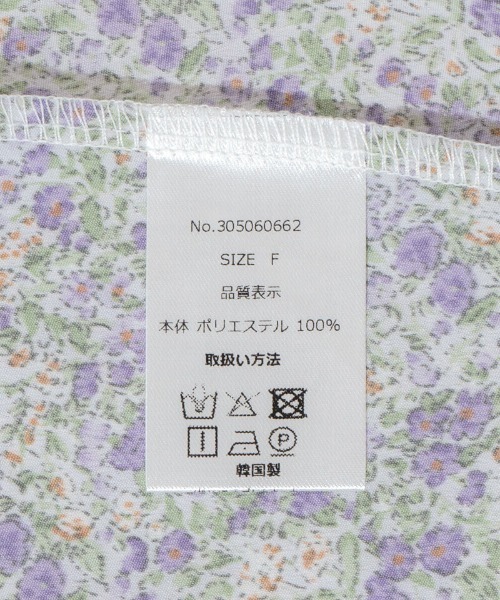 No.305060662
SIZE F
品質表示
本体 ポリエステル 100%
取扱い方法
P
韓国製